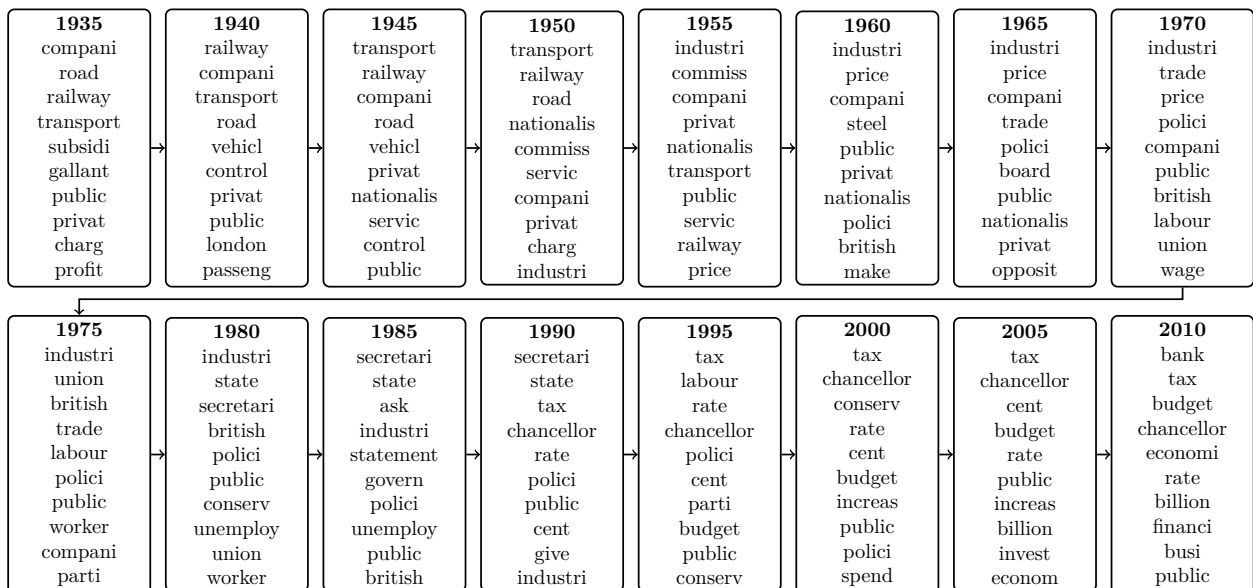 1935
compani
road
railway
transport
subsidi
gallant
public
privat
charg
profit
1940
railway
compani
transport
road
vehicl
control
privat
public
london
passeng
1945
transport
railway
compani
road
vehicl
privat
nationalis
servic
control
public
1950
transport
railway
road
nationalis
commiss
servic
compani
privat
charg
industri
1955
industri
commiss
compani
privat
nationalis
transport
public
servic
railway
price
1960
industri
price
compani
steel
public
privat
nationalis
polici
british
make
1965
industri
price
compani
trade
polici
board
public
nationalis
privat
opposit
1970
industri
trade
price
polici
compani
public
british
labour
union
wage
1975
industri
union
british
trade
labour
polici
public
worker
compani
parti
1980
industri
state
secretari
british
polici
public
conserv
unemploy
union
worker
1985
secretari
state
ask
industri
statement
govern
polici
unemploy
public
british
1990
secretari
state
tax
chancellor
rate
polici
public
cent
give
industri
1995
tax
labour
rate
chancellor
polici
cent
parti
budget
public
conserv
2000
tax
chancellor
conserv
rate
cent
budget
increas
public
polici
spend
2005
tax
chancellor
cent
budget
rate
public
increas
billion
invest
econom
2010
bank
tax
budget
chancellor
economi
rate
billion
financi
busi
public